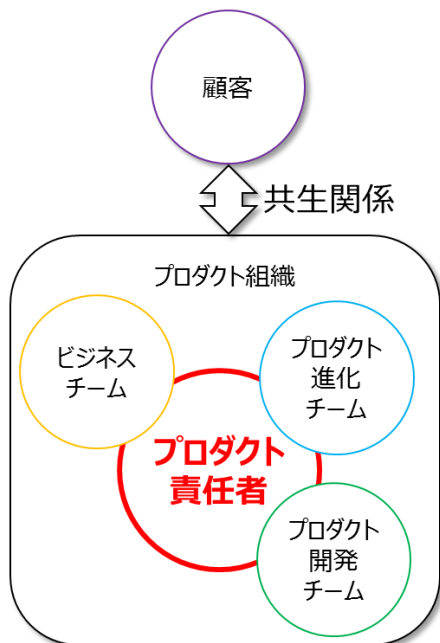 顧客
共生関係
プロダクト組織
ビジネス
チーム
プロダクト
進化
チーム
プロダクト
責任者
プロダクト
開発
チーム